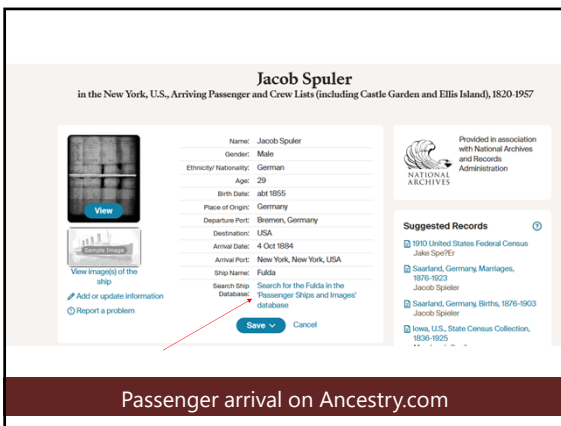 Jacob Spuler
in the New York, U.S., Arriving Passenger and Crew Lists (including Castle Garden and Ellis Island), 1820-1957
View
Sample Image
View image(s) of the
ship
Add or update information
Report a problem
Name: Jacob Spuler
Gender: Male
Ethnicity/ Nationality: German
Age: 29
Birth Date: abt 1855
Place of Origin: Germany
Departure Port: Bremen, Germany
Destination: USA
Arrival Date: 4 Oct 1884
Arrival Port: New York, New York, USA
Ship Name: Fulda
Search Ship Search for the Fulda in the
Database: 'Passenger Ships and Images'
database
Save Cancel
NATIONAL
ARCHIVES
Provided in association
with National Archives
and Records
Administration
Suggested Records
1910 United States Federal Census
Jake Spe?Er
Saarland, Germany, Marriages,
1876-1923
Jacob Spieler
Saarland, Germany, Births, 1876-1903
Jacob Spieler
Iowa, U.S., State Census Collection,
1836-1925
Passenger arrival on Ancestry.com